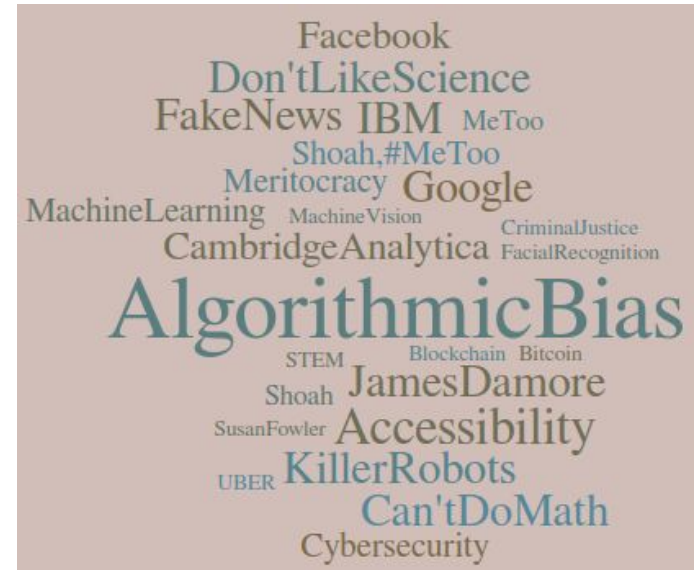 Facebook
Don'tLikeScience
FakeNews IBM MeToo
Shoah,#MeToo
Meritocracy Google
MachineLearning MachineVision
CriminalJustice
CambridgeAnalytica FacialRecognition
AlgorithmicBias
STEM Blockchain Bitcoin
Shoah JamesDamore
SusanFowler Accessibility
UBER KillerRobots
Can'tDoMath
Cybersecurity